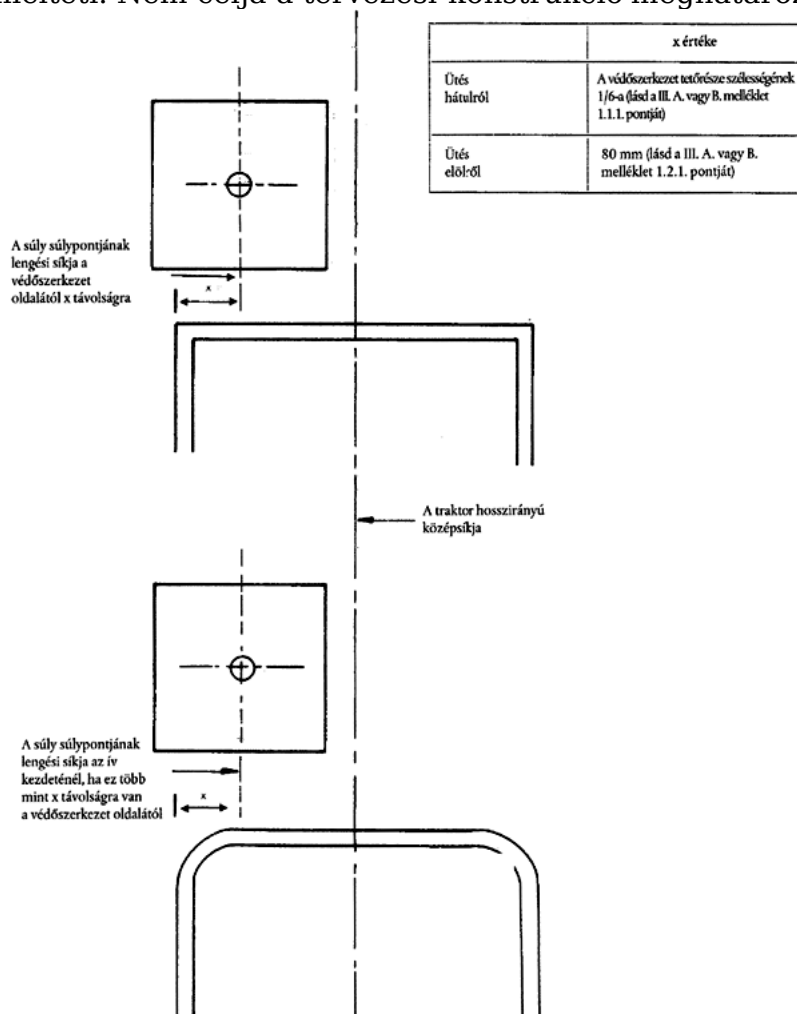 x értéke
Ütés
hátulról
A védőszerkezet tetőrésze szélességének
1/6-a (lásd a III. A. vagy B. melléklet
1.1.1. pontját)
Ütés
elölről
80 mm (lásd a III. A. vagy B.
melléklet 1.2.1. pontját)
A súly súlypontjának
lengési síkja a
védőszerkezet
oldalától x távolságra
x
A traktor hosszirányú
középsíkja
A súly súlypontjának
lengési síkja az ív
kezdeténél, ha ez több
mint x távolságra van
a védőszerkezet oldalától
x